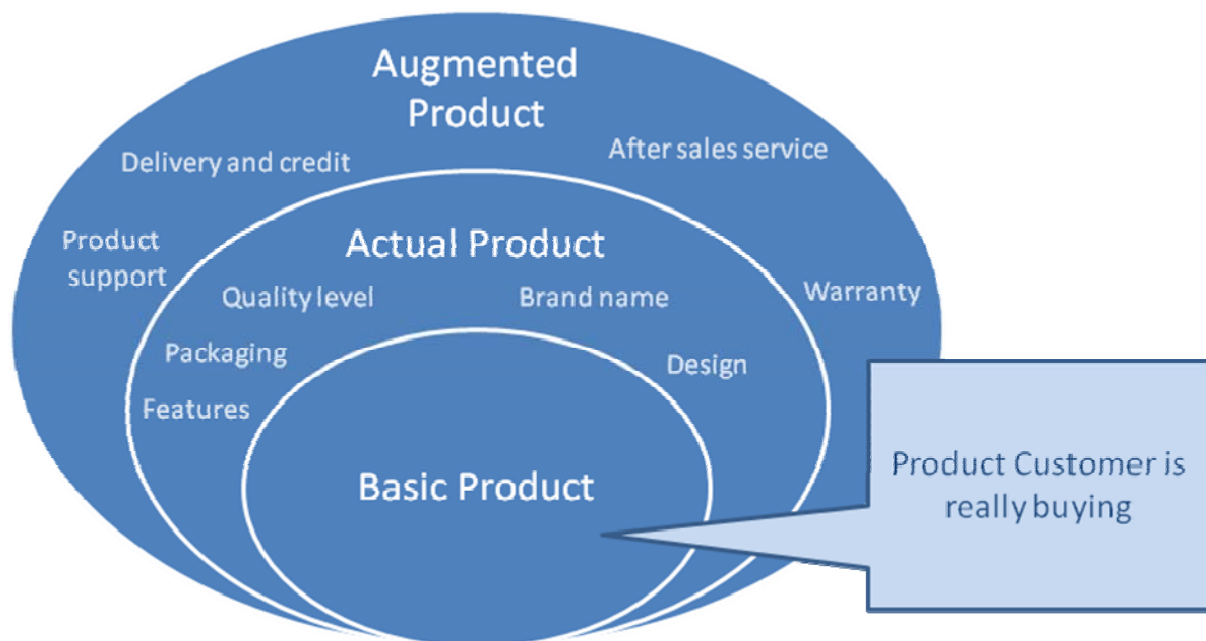 Augmented
Product
Delivery and credit
After sales service
Product
support
Actual Product
Quality level
Brand name
Warranty
Packaging
Design
Features
Basic Product
Product Customer is
really buying